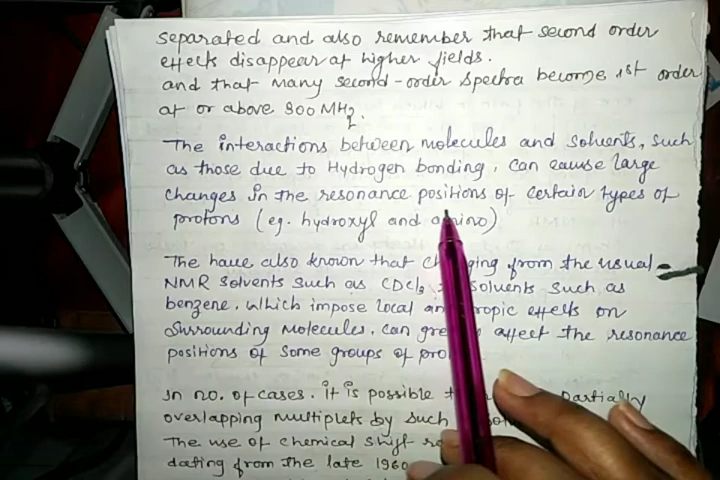 separated and also remember that second order
effects disappear at higher fields.
and that many second-order spectra become 1st order
at or above 300 MHz.
The interactions between molecules and solvents, such
as those due to Hydrogen bonding, can cause large
changes in the resonance positions of certain types of
protons (eg. hydroxyl and amino)
The have also known that changing from the usual
NMR solvents such as CDCl3 solvents such as
benzene, which impose local anisotropic effects on
surrounding molecules, can greatly affect the resonance
positions of some groups of
In no. of cases. it is possible partially
overlapping multiplets by such
The use of chemical shift
dating from the late 1960